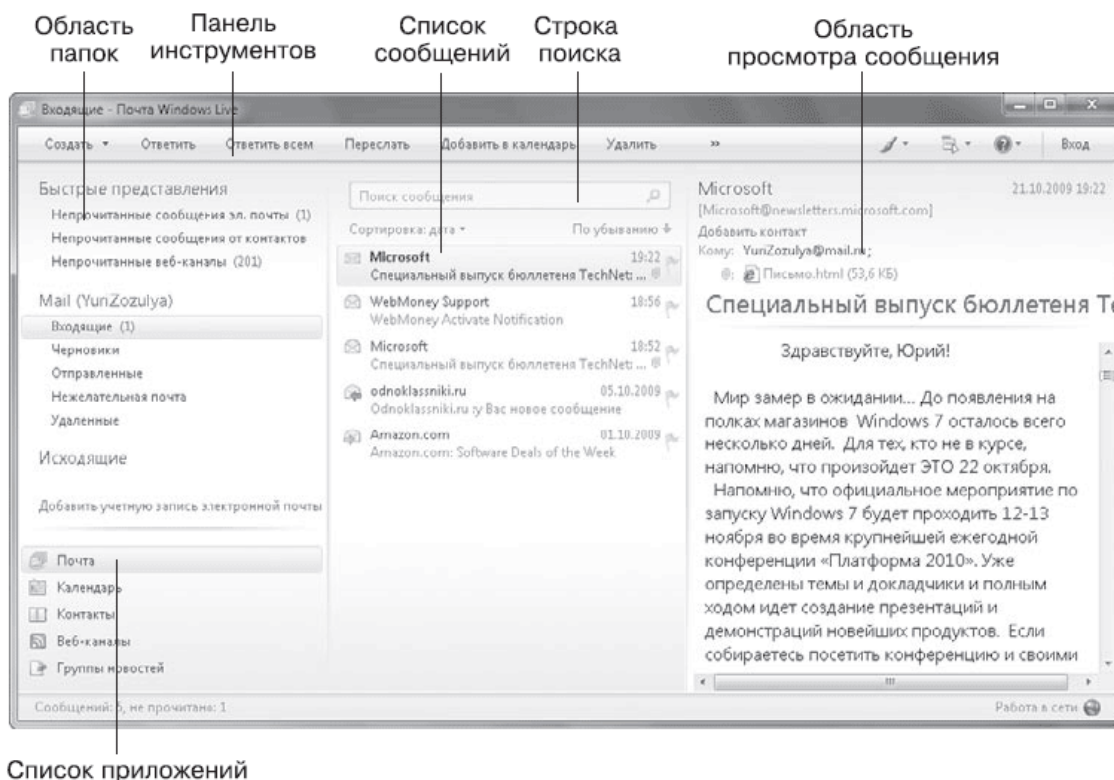 Область папок
Панель инструментов
Список сообщений
Строка поиска
Область просмотра сообщения
Входящие - Почта Windows Live
Создать Ответить Ответить всем Переслать Добавить в календарь Удалить » Вход
Быстрые представления
Непрочитанные сообщения эл. почты (1)
Непрочитанные сообщения от контактов
Непрочитанные веб-каналы (201)
Mail (YuriZozulya)
Входящие (1)
Черновики
Отправленные
Нежелательная почта
Удаленные
Исходящие
Добавить учетную запись электронной почты
Почта
Календарь
Контакты
Веб-каналы
Группы новостей
Поиск сообщения
Сортировка: дата По убыванию
Microsoft 19:22
Специальный выпуск бюллетеня TechNet: ...
WebMoney Support 18:56
WebMoney Activate Notification
Microsoft 18:52
Специальный выпуск бюллетеня TechNet: ...
odnoklassniki.ru 05.10.2009
Odnoklassniki.ru :у Вас новое сообщение
Amazon.com 01.10.2009
Amazon.com: Software Deals of the Week
Microsoft 21.10.2009 19:22
[Microsoft@newsletters.microsoft.com]
Добавить контакт
Кому: YuriZozulya@mail.ru;
Письмо.html (53,6 КБ)
Специальный выпуск бюллетеня Te
Здравствуйте, Юрий!
Мир замер в ожидании... До появления на
полках магазинов Windows 7 осталось всего
несколько дней. Для тех, кто не в курсе,
напомню, что произойдет ЭТО 22 октября.
Напомню, что официальное мероприятие по
запуску Windows 7 будет проходить 12-13
ноября во время крупнейшей ежегодной
конференции «Платформа 2010». Уже
определены темы и докладчики и полным
ходом идет создание презентаций и
демонстраций новейших продуктов. Если
собираетесь посетить конференцию и своими
Сообщений: 5, не прочитано: 1
Работа в сети
Список приложений